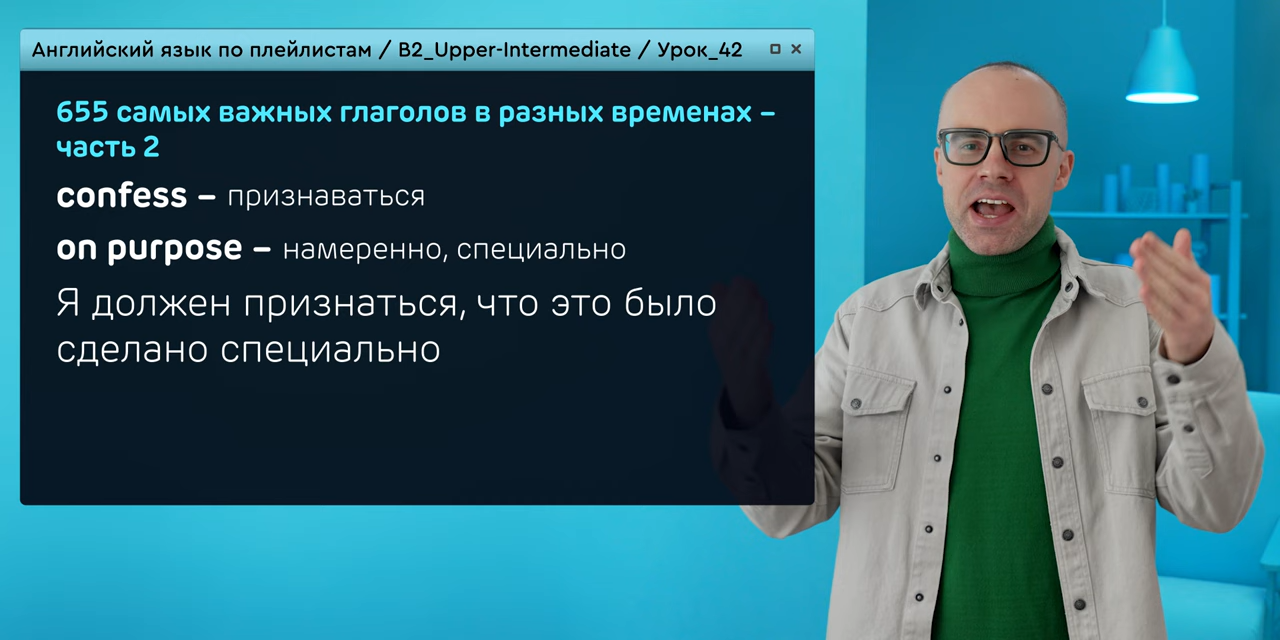 Английский язык по плейлистам / B2_Upper-Intermediate / Урок_42
655 самых важных глаголов в разных временах –
часть 2
confess – признаваться
on purpose – намеренно, специально
Я должен признаться, что это было
сделано специально